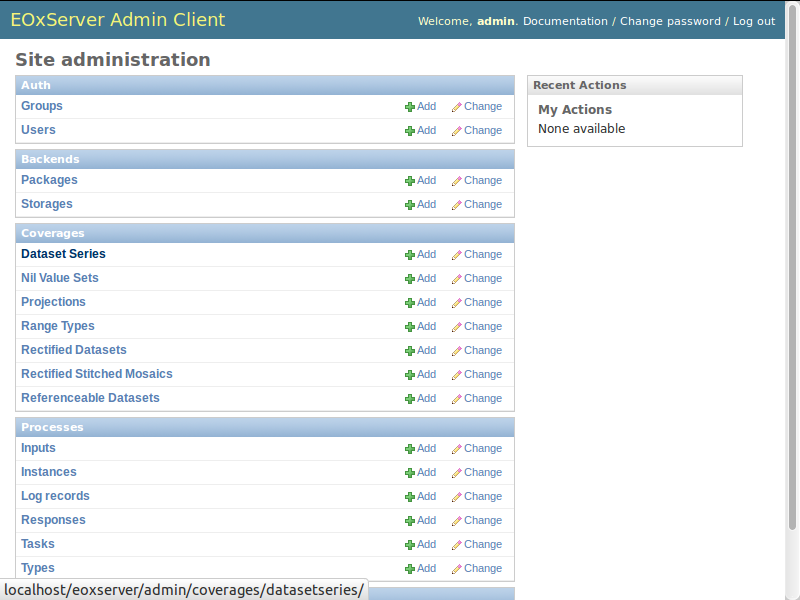 EOxServer Admin Client
Welcome, admin. Documentation / Change password / Log out
Site administration
Auth
Groups Add Change
Users Add Change
Backends
Packages Add Change
Storages Add Change
Coverages
Dataset Series Add Change
Nil Value Sets Add Change
Projections Add Change
Range Types Add Change
Rectified Datasets Add Change
Rectified Stitched Mosaics Add Change
Referenceable Datasets Add Change
Processes
Inputs Add Change
Instances Add Change
Log records Add Change
Responses Add Change
Tasks Add Change
Types Add Change
localhost/eoxserver/admin/coverages/datasetseries/
Recent Actions
My Actions
None available